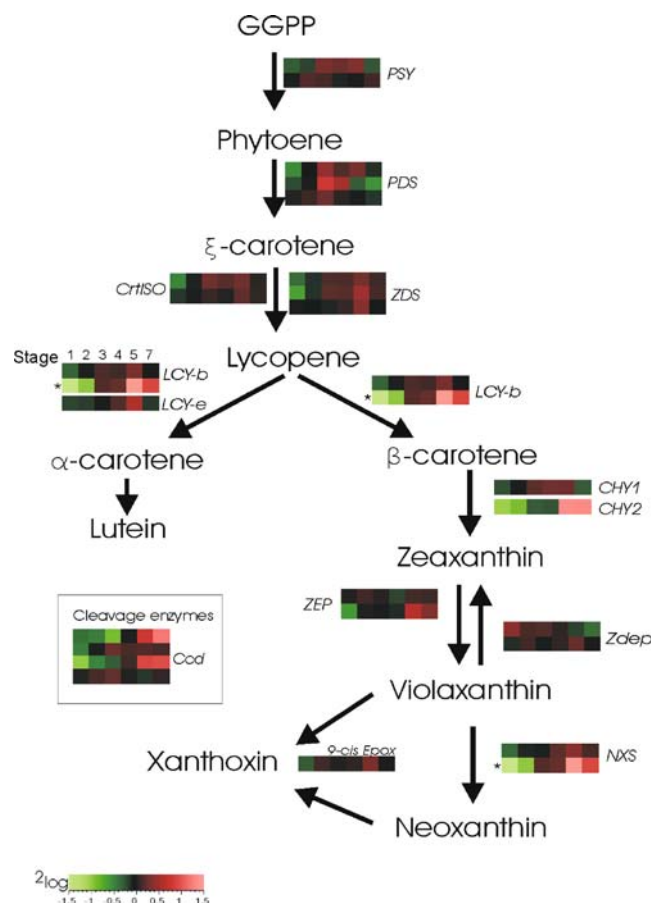 GGPP
PSY
Phytoene
PDS
ξ-carotene
CrtISO
ZDS
Lycopene
Stage 1 2 3 4 5 7
LCY-b
*
LCY-e
LCY-b
*
α-carotene
β-carotene
CHY1
CHY2
Lutein
Zeaxanthin
ZEP
Zdep
Cleavage enzymes
Ccd
Violaxanthin
Xanthoxin
9-cis Epox
NXS
*
Neoxanthin
2log
-1.5 -1 -0.5 0 0.5 1 1.5